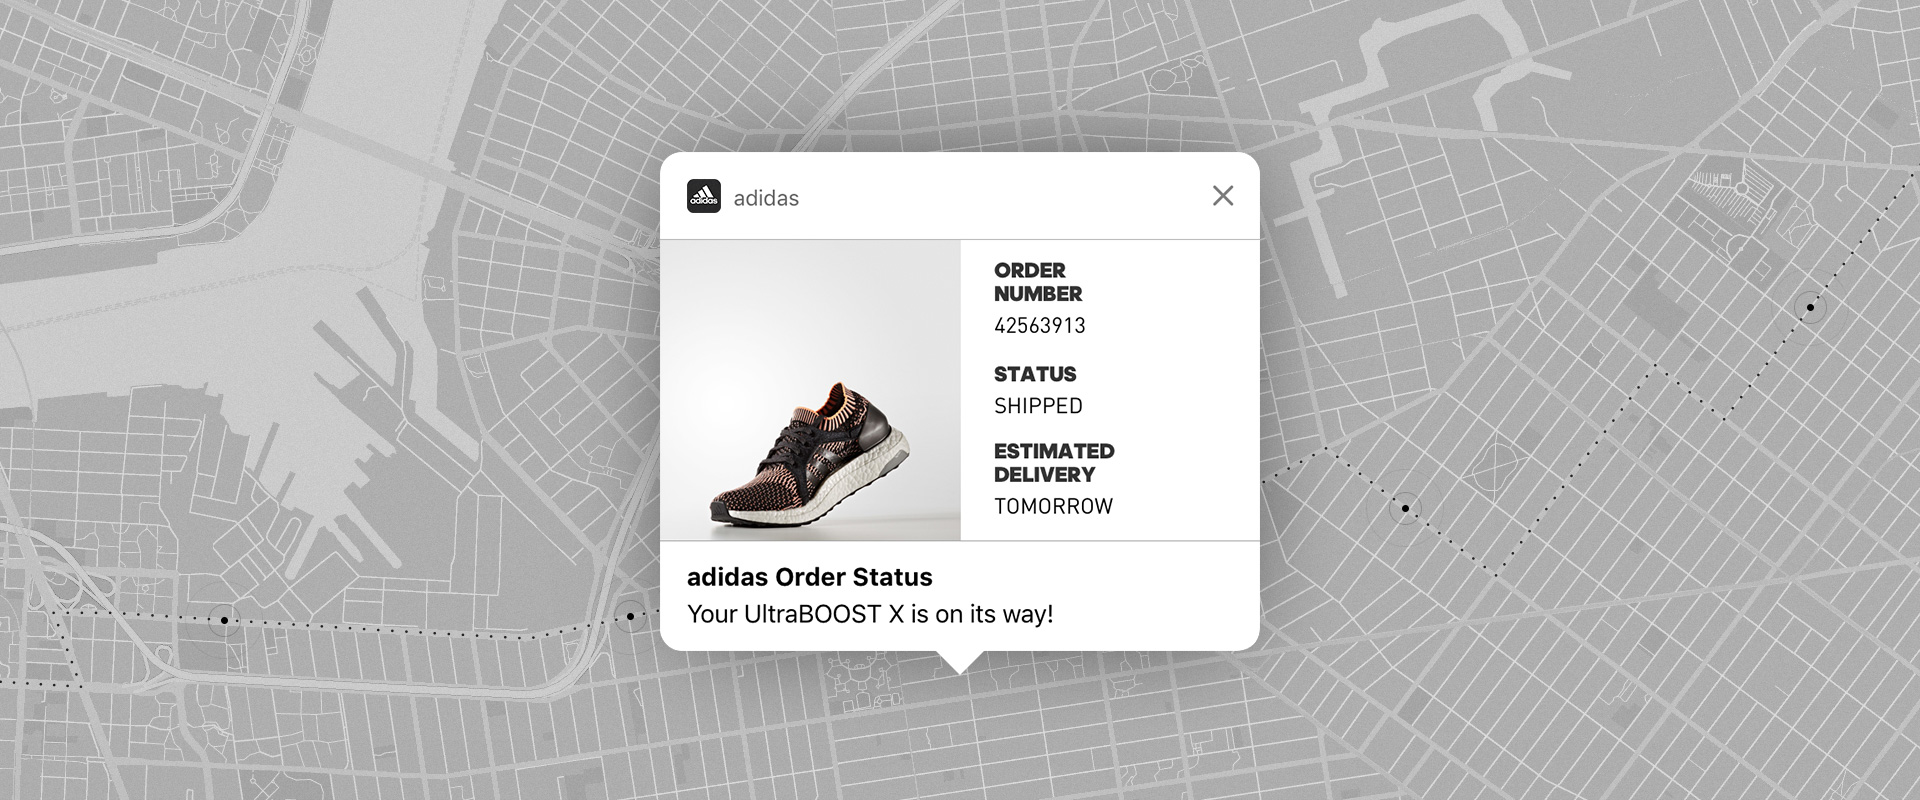 adidas
adidas
ORDER
NUMBER
42563913
STATUS
SHIPPED
ESTIMATED
DELIVERY
TOMORROW
adidas Order Status
Your UltraBOOST X is on its way!